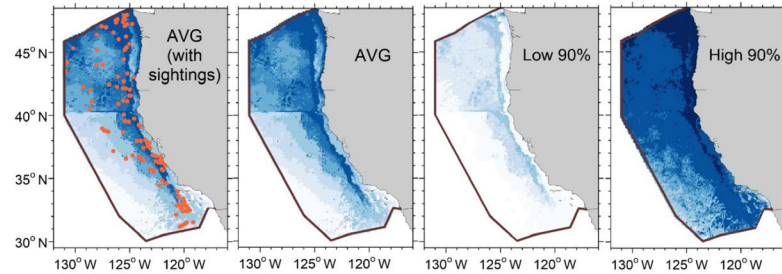 AVG
(with
sightings)
AVG
Low 90%
High 90%
45° N
40° N
35° N
30° N
130° W 125° W 120° W
130° W 125° W 120° W
130° W 125° W 120° W
130° W 125° W 120° W